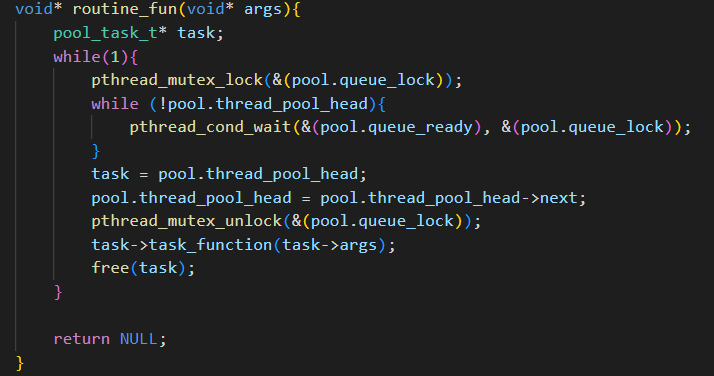 void* routine_fun(void* args){
    pool_task_t* task;
    while(1){
        pthread_mutex_lock(&(pool.queue_lock));
        while (!pool.thread_pool_head){
            pthread_cond_wait(&(pool.queue_ready), &(pool.queue_lock));
        }
        task = pool.thread_pool_head;
        pool.thread_pool_head = pool.thread_pool_head->next;
        pthread_mutex_unlock(&(pool.queue_lock));
        task->task_function(task->args);
        free(task);
    }

    return NULL;
}